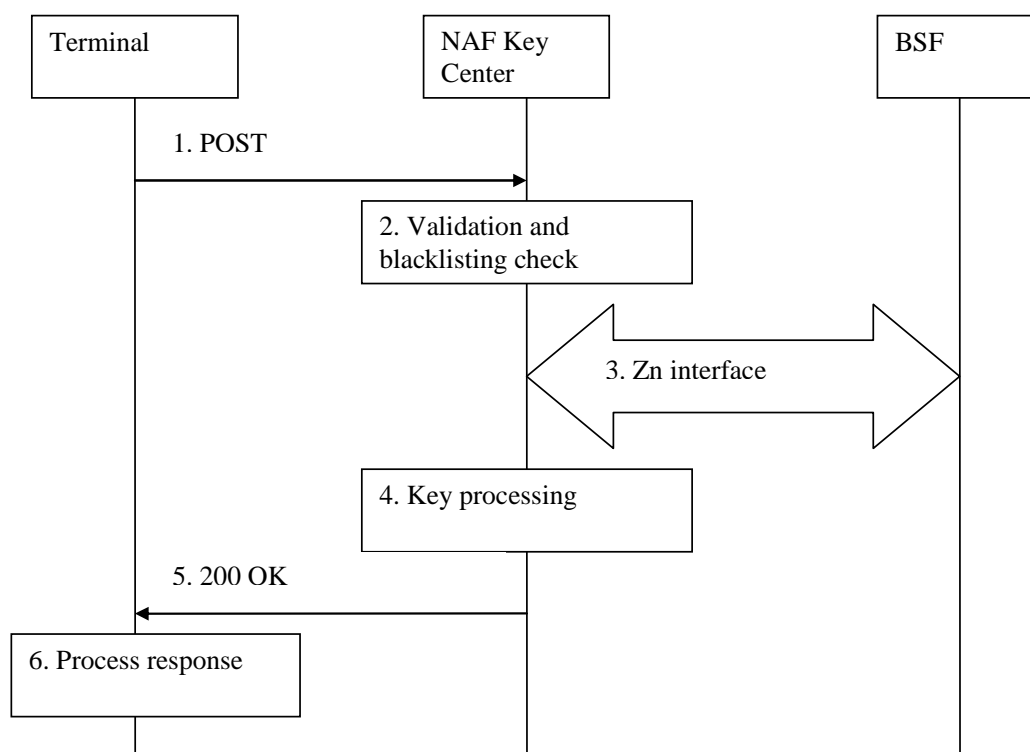 Terminal
NAF Key
Center
BSF
1. POST
2. Validation and
blacklisting check
3. Zn interface
4. Key processing
5. 200 OK
6. Process response